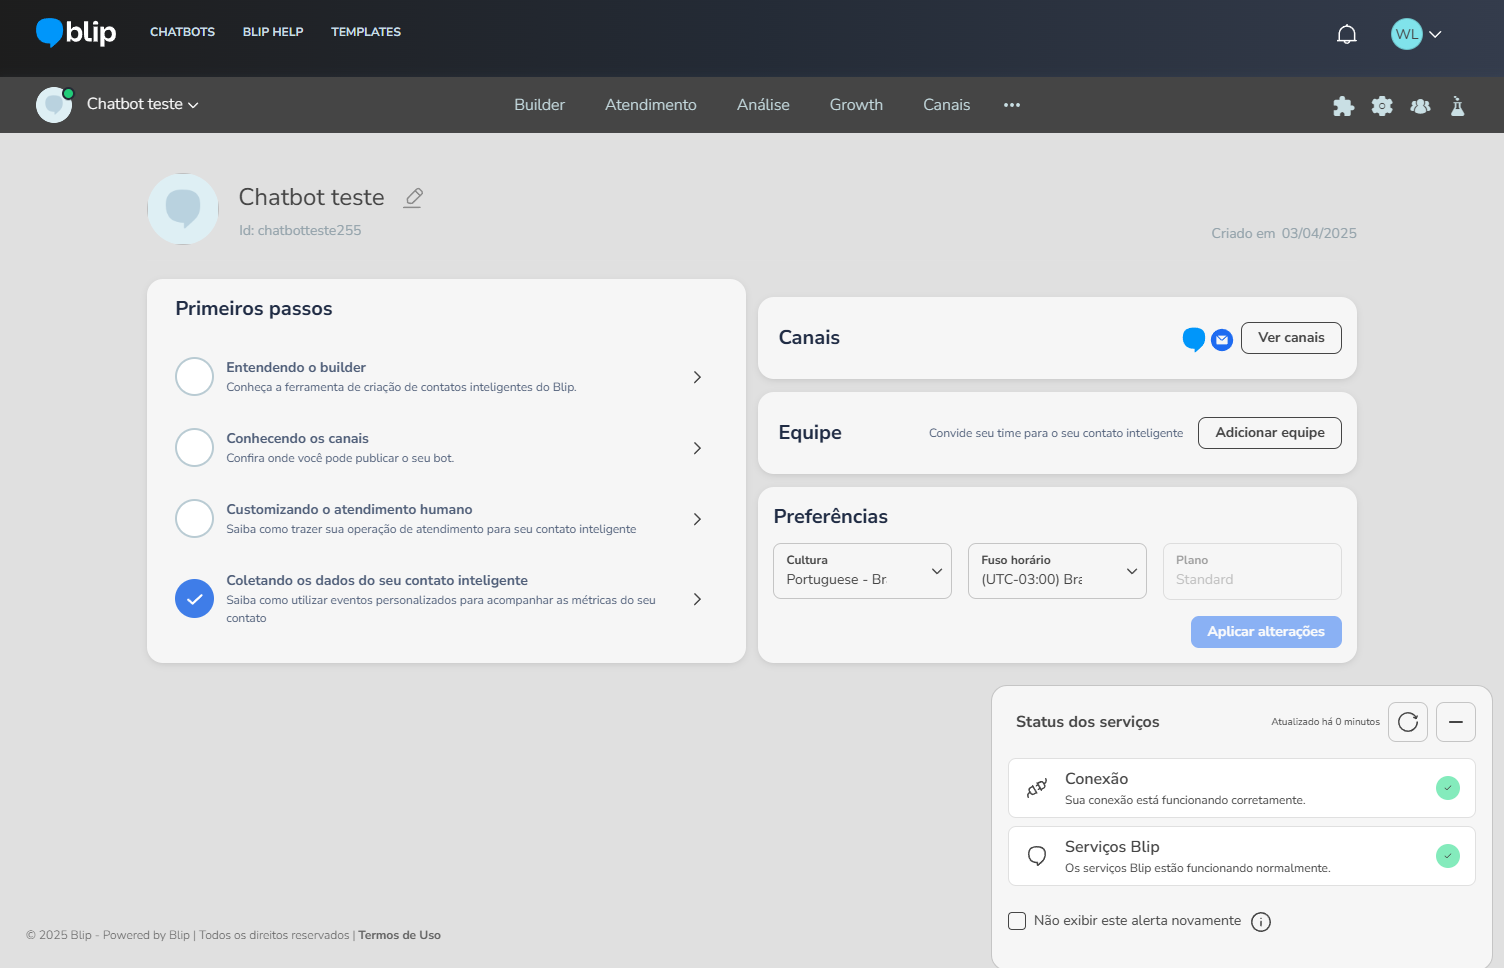 blip
CHATBOTS
BLIP HELP
TEMPLATES
WL
Chatbot teste
Builder
Atendimento
Análise
Growth
Canais
Chatbot teste
Id: chatbotteste255
Criado em 03/04/2025
Primeiros passos
Entendendo o builder
Conheça a ferramenta de criação de contatos inteligentes do Blip.
Conhecendo os canais
Confira onde você pode publicar o seu bot.
Customizando o atendimento humano
Saiba como trazer sua operação de atendimento para seu contato inteligente
Coletando os dados do seu contato inteligente
Saiba como utilizar eventos personalizados para acompanhar as métricas do seu
contato
Canais
Ver canais
Equipe
Convide seu time para o seu contato inteligente
Adicionar equipe
Preferências
Cultura
Portuguese - Br
Fuso horário
(UTC-03:00) Bra
Plano
Standard
Aplicar alterações
Status dos serviços
Atualizado há 0 minutos
Conexão
Sua conexão está funcionando corretamente.
Serviços Blip
Os serviços Blip estão funcionando normalmente.
Não exibir este alerta novamente
© 2025 Blip - Powered by Blip | Todos os direitos reservados | Termos de Uso